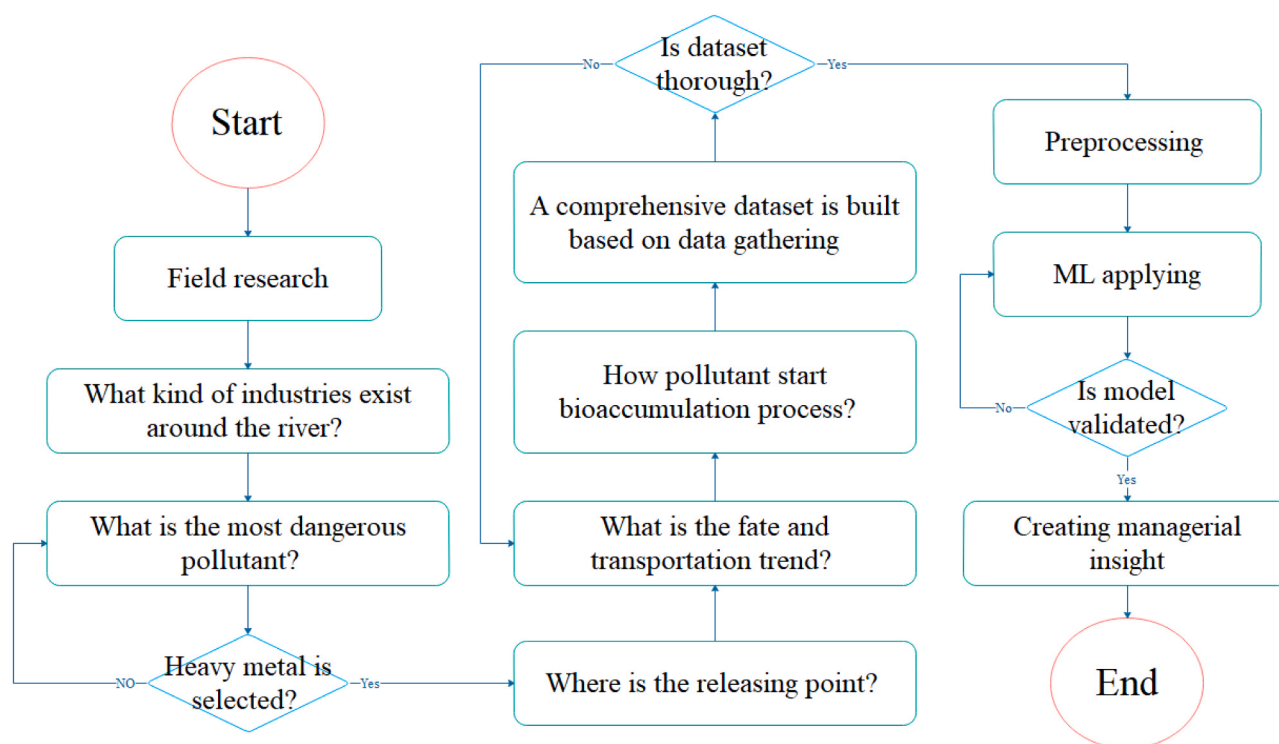 Start
Field research
What kind of industries exist
around the river?
What is the most dangerous
pollutant?
Heavy metal is
selected?
NO
Yes
Where is the releasing point?
What is the fate and
transportation trend?
How pollutant start
bioaccumulation process?
A comprehensive dataset is built
based on data gathering
Is dataset
thorough?
No
Yes
Preprocessing
ML applying
Is model
validated?
No
Yes
Creating managerial
insight
End